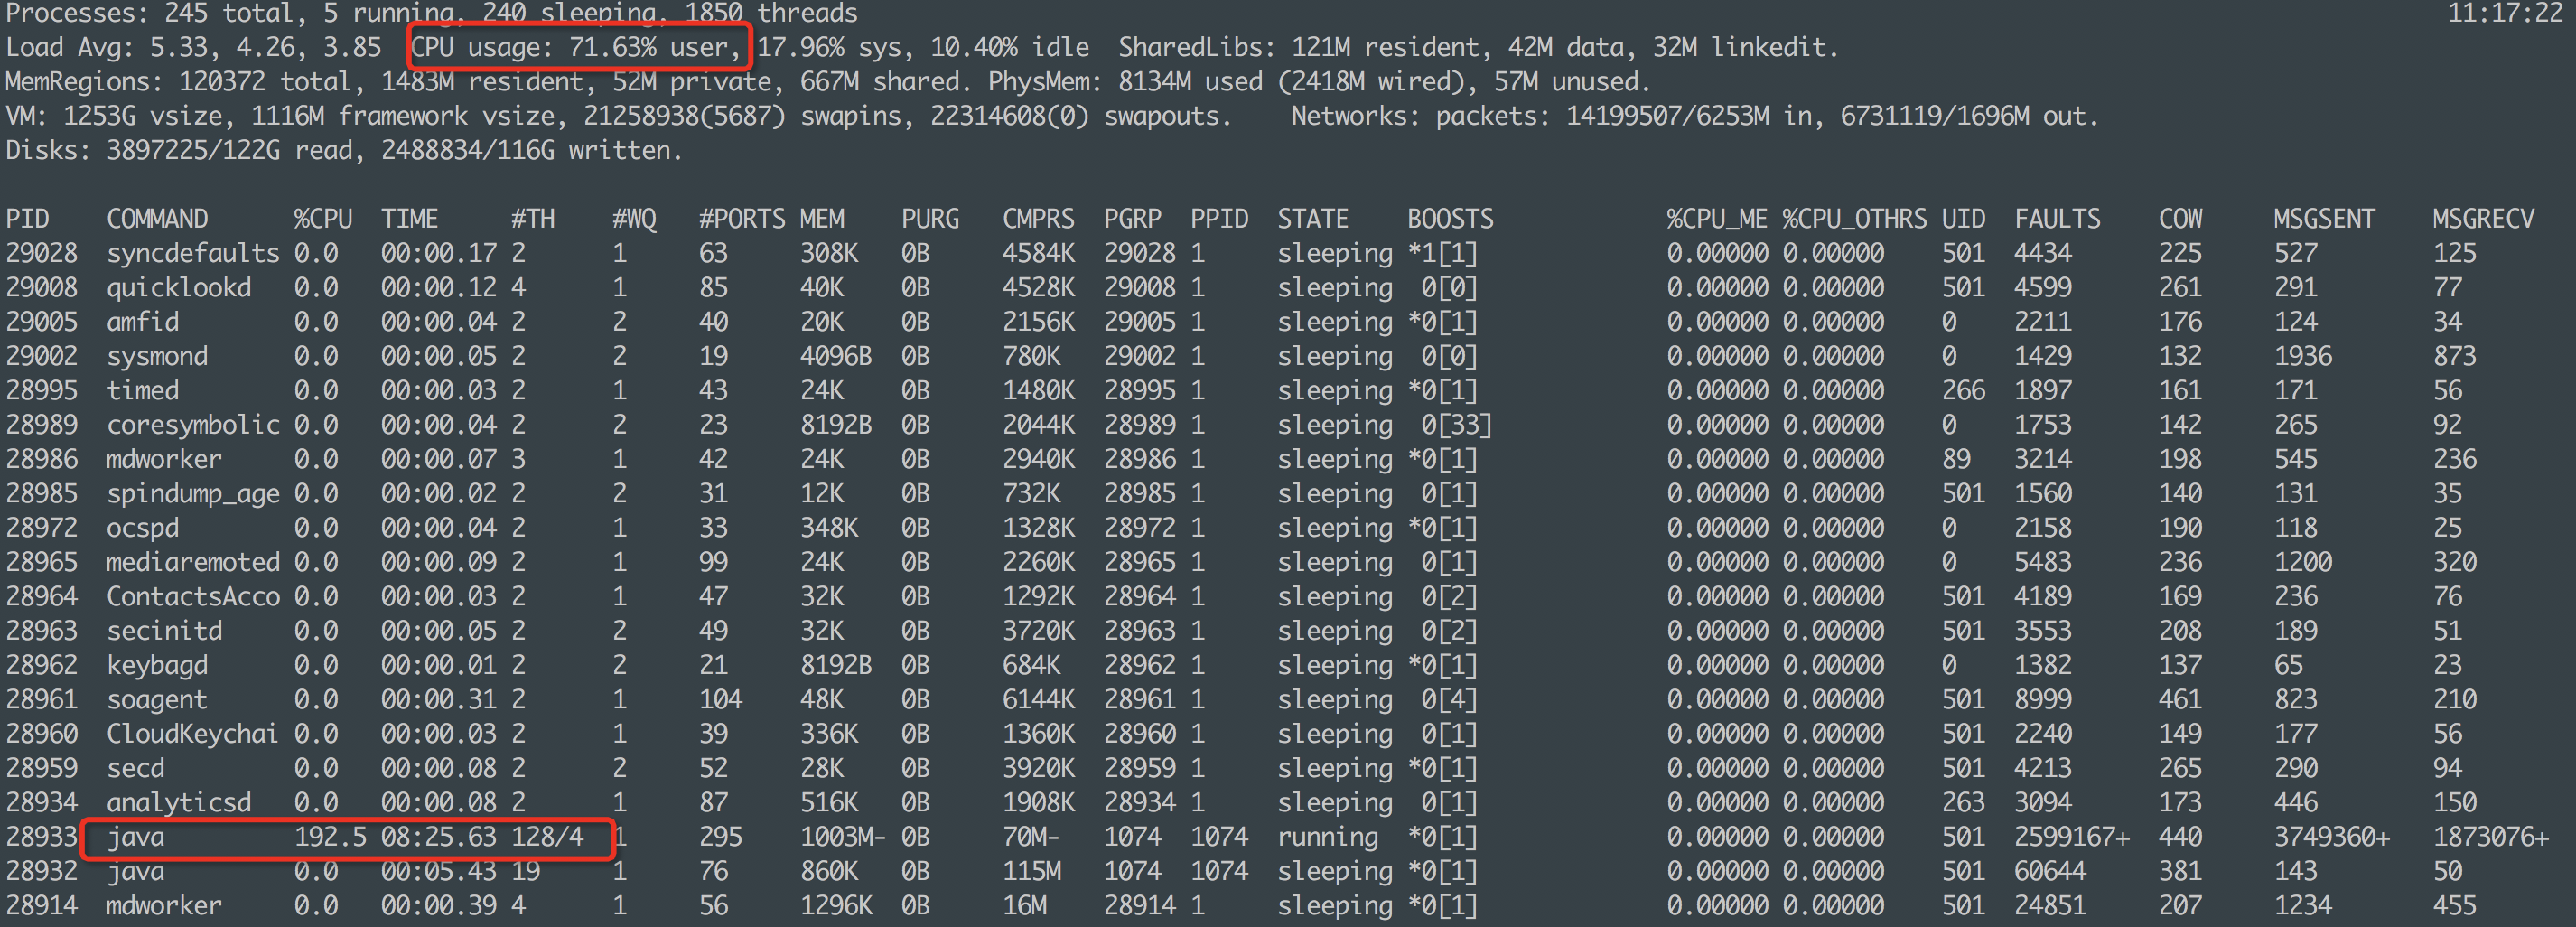 Processes: 245 total, 5 running, 240 sleeping, 1850 threads 11:17:22
Load Avg: 5.33, 4.26, 3.85 CPU usage: 71.63% user, 17.96% sys, 10.40% idle SharedLibs: 121M resident, 42M data, 32M linkedit.
MemRegions: 120372 total, 1483M resident, 52M private, 667M shared. PhysMem: 8134M used (2418M wired), 57M unused.
VM: 1253G vsize, 1116M framework vsize, 21258938(5687) swapins, 22314608(0) swapouts. Networks: packets: 14199507/6253M in, 6731119/1696M out.
Disks: 3897225/122G read, 2488834/116G written.
PID COMMAND %CPU TIME #TH #WQ #PORTS MEM PURG CMPRS PGRP PPID STATE BOOSTS %CPU_ME %CPU_OTHRS UID FAULTS COW MSGSENT MSGRECV
29028 syncdefaults 0.0 00:00.17 2 1 63 308K 0B 4584K 29028 1 sleeping *1[1] 0.00000 0.00000 501 4434 225 527 125
29008 quicklookd 0.0 00:00.12 4 1 85 40K 0B 4528K 29008 1 sleeping 0[0] 0.00000 0.00000 501 4599 261 291 77
29005 amfid 0.0 00:00.04 2 2 40 20K 0B 2156K 29005 1 sleeping *0[1] 0.00000 0.00000 0 2211 176 124 34
29002 sysmond 0.0 00:00.05 2 2 19 4096B 0B 780K 29002 1 sleeping 0[0] 0.00000 0.00000 0 1429 132 1936 873
28995 timed 0.0 00:00.03 2 1 43 24K 0B 1480K 28995 1 sleeping *0[1] 0.00000 0.00000 266 1897 161 171 56
28989 coresymbolic 0.0 00:00.04 2 2 23 8192B 0B 2044K 28989 1 sleeping 0[33] 0.00000 0.00000 0 1753 142 265 92
28986 mdworker 0.0 00:00.07 3 1 42 24K 0B 2940K 28986 1 sleeping *0[1] 0.00000 0.00000 89 3214 198 545 236
28985 spindump_age 0.0 00:00.02 2 2 31 12K 0B 732K 28985 1 sleeping 0[1] 0.00000 0.00000 501 1560 140 131 35
28972 ocspd 0.0 00:00.04 2 1 33 348K 0B 1328K 28972 1 sleeping *0[1] 0.00000 0.00000 0 2158 190 118 25
28965 mediaremoted 0.0 00:00.09 2 1 99 24K 0B 2260K 28965 1 sleeping 0[1] 0.00000 0.00000 0 5483 236 1200 320
28964 ContactsAcco 0.0 00:00.03 2 1 47 32K 0B 1292K 28964 1 sleeping 0[2] 0.00000 0.00000 501 4189 169 236 76
28963 secinitd 0.0 00:00.05 2 2 49 32K 0B 3720K 28963 1 sleeping 0[2] 0.00000 0.00000 501 3553 208 189 51
28962 keybagd 0.0 00:00.01 2 2 21 8192B 0B 684K 28962 1 sleeping *0[1] 0.00000 0.00000 0 1382 137 65 23
28961 soagent 0.0 00:00.31 2 1 104 48K 0B 6144K 28961 1 sleeping 0[4] 0.00000 0.00000 501 8999 461 823 210
28960 CloudKeychai 0.0 00:00.03 2 1 39 336K 0B 1360K 28960 1 sleeping 0[1] 0.00000 0.00000 501 2240 149 177 56
28959 secd 0.0 00:00.08 2 2 52 28K 0B 3920K 28959 1 sleeping *0[1] 0.00000 0.00000 501 4213 265 290 94
28934 analyticsd 0.0 00:00.08 2 1 87 516K 0B 1908K 28934 1 sleeping 0[1] 0.00000 0.00000 263 3094 173 446 150
28933 java 192.5 08:25.63 128/4 1 295 1003M- 0B 70M- 1074 1074 running *0[1] 0.00000 0.00000 501 2599167+ 440 3749360+ 1873076+
28932 java 0.0 00:05.43 19 1 76 860K 0B 115M 1074 1074 sleeping *0[1] 0.00000 0.00000 501 60644 381 143 50
28914 mdworker 0.0 00:00.39 4 1 56 1296K 0B 16M 28914 1 sleeping *0[1] 0.00000 0.00000 501 24851 207 1234 455